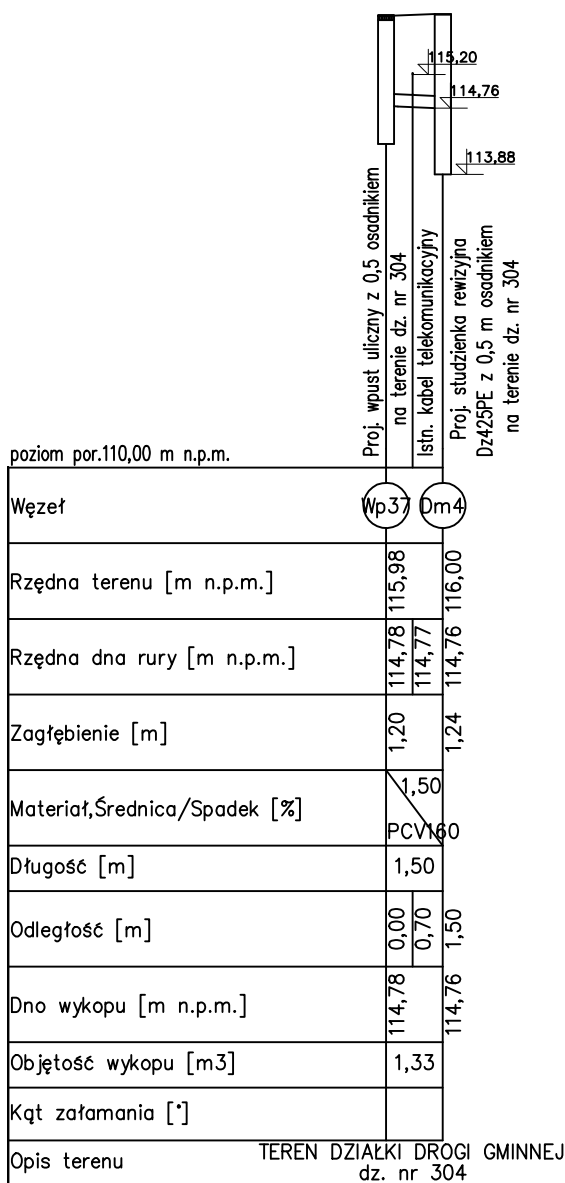 115,20
114,76
113,88
Proj. wpust uliczny z 0,5 osadnikiem
na terenie dz. nr 304
Istn. kabel telekomunikacyjny
Proj. studzienka rewizyjna
Dz425PE z 0,5 m osadnikiem
na terenie dz. nr 304
poziom por.110,00 m n.p.m.
Węzeł Wp37 Dm4
Rzędna terenu [m n.p.m.] 115,98 116,00
Rzędna dna rury [m n.p.m.] 114,78 114,77 114,76
Zagłębienie [m] 1,20 1,24
Materiał,Średnica/Spadek [%] 1,50 PCV160
Długość [m] 1,50
Odległość [m] 0,00 0,70 1,50
Dno wykopu [m n.p.m.] 114,78 114,76
Objętość wykopu [m3] 1,33
Kąt załamania [°]
Opis terenu TEREN DZIAŁKI DROGI GMINNEJ
dz. nr 304